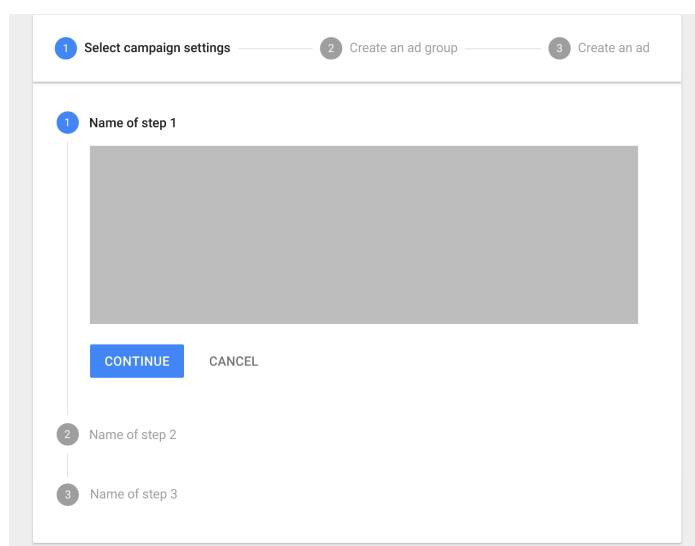 1 Select campaign settings 2 Create an ad group 3 Create an ad
1 Name of step 1
CONTINUE CANCEL
2 Name of step 2
3 Name of step 3